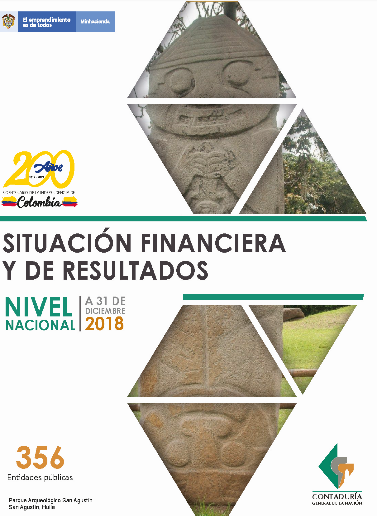 El emprendimiento
es de todos
Minhacienda
200 Años
Colombia
SITUACIÓN FINANCIERA
Y DE RESULTADOS
NIVEL
NACIONAL
A 31 DE
DICIEMBRE
2018
356
Entidades públicas
Parque Arqueológico San Agustín
San Agustín, Huila
CONTADURÍA
GENERAL DE LA NACIÓN